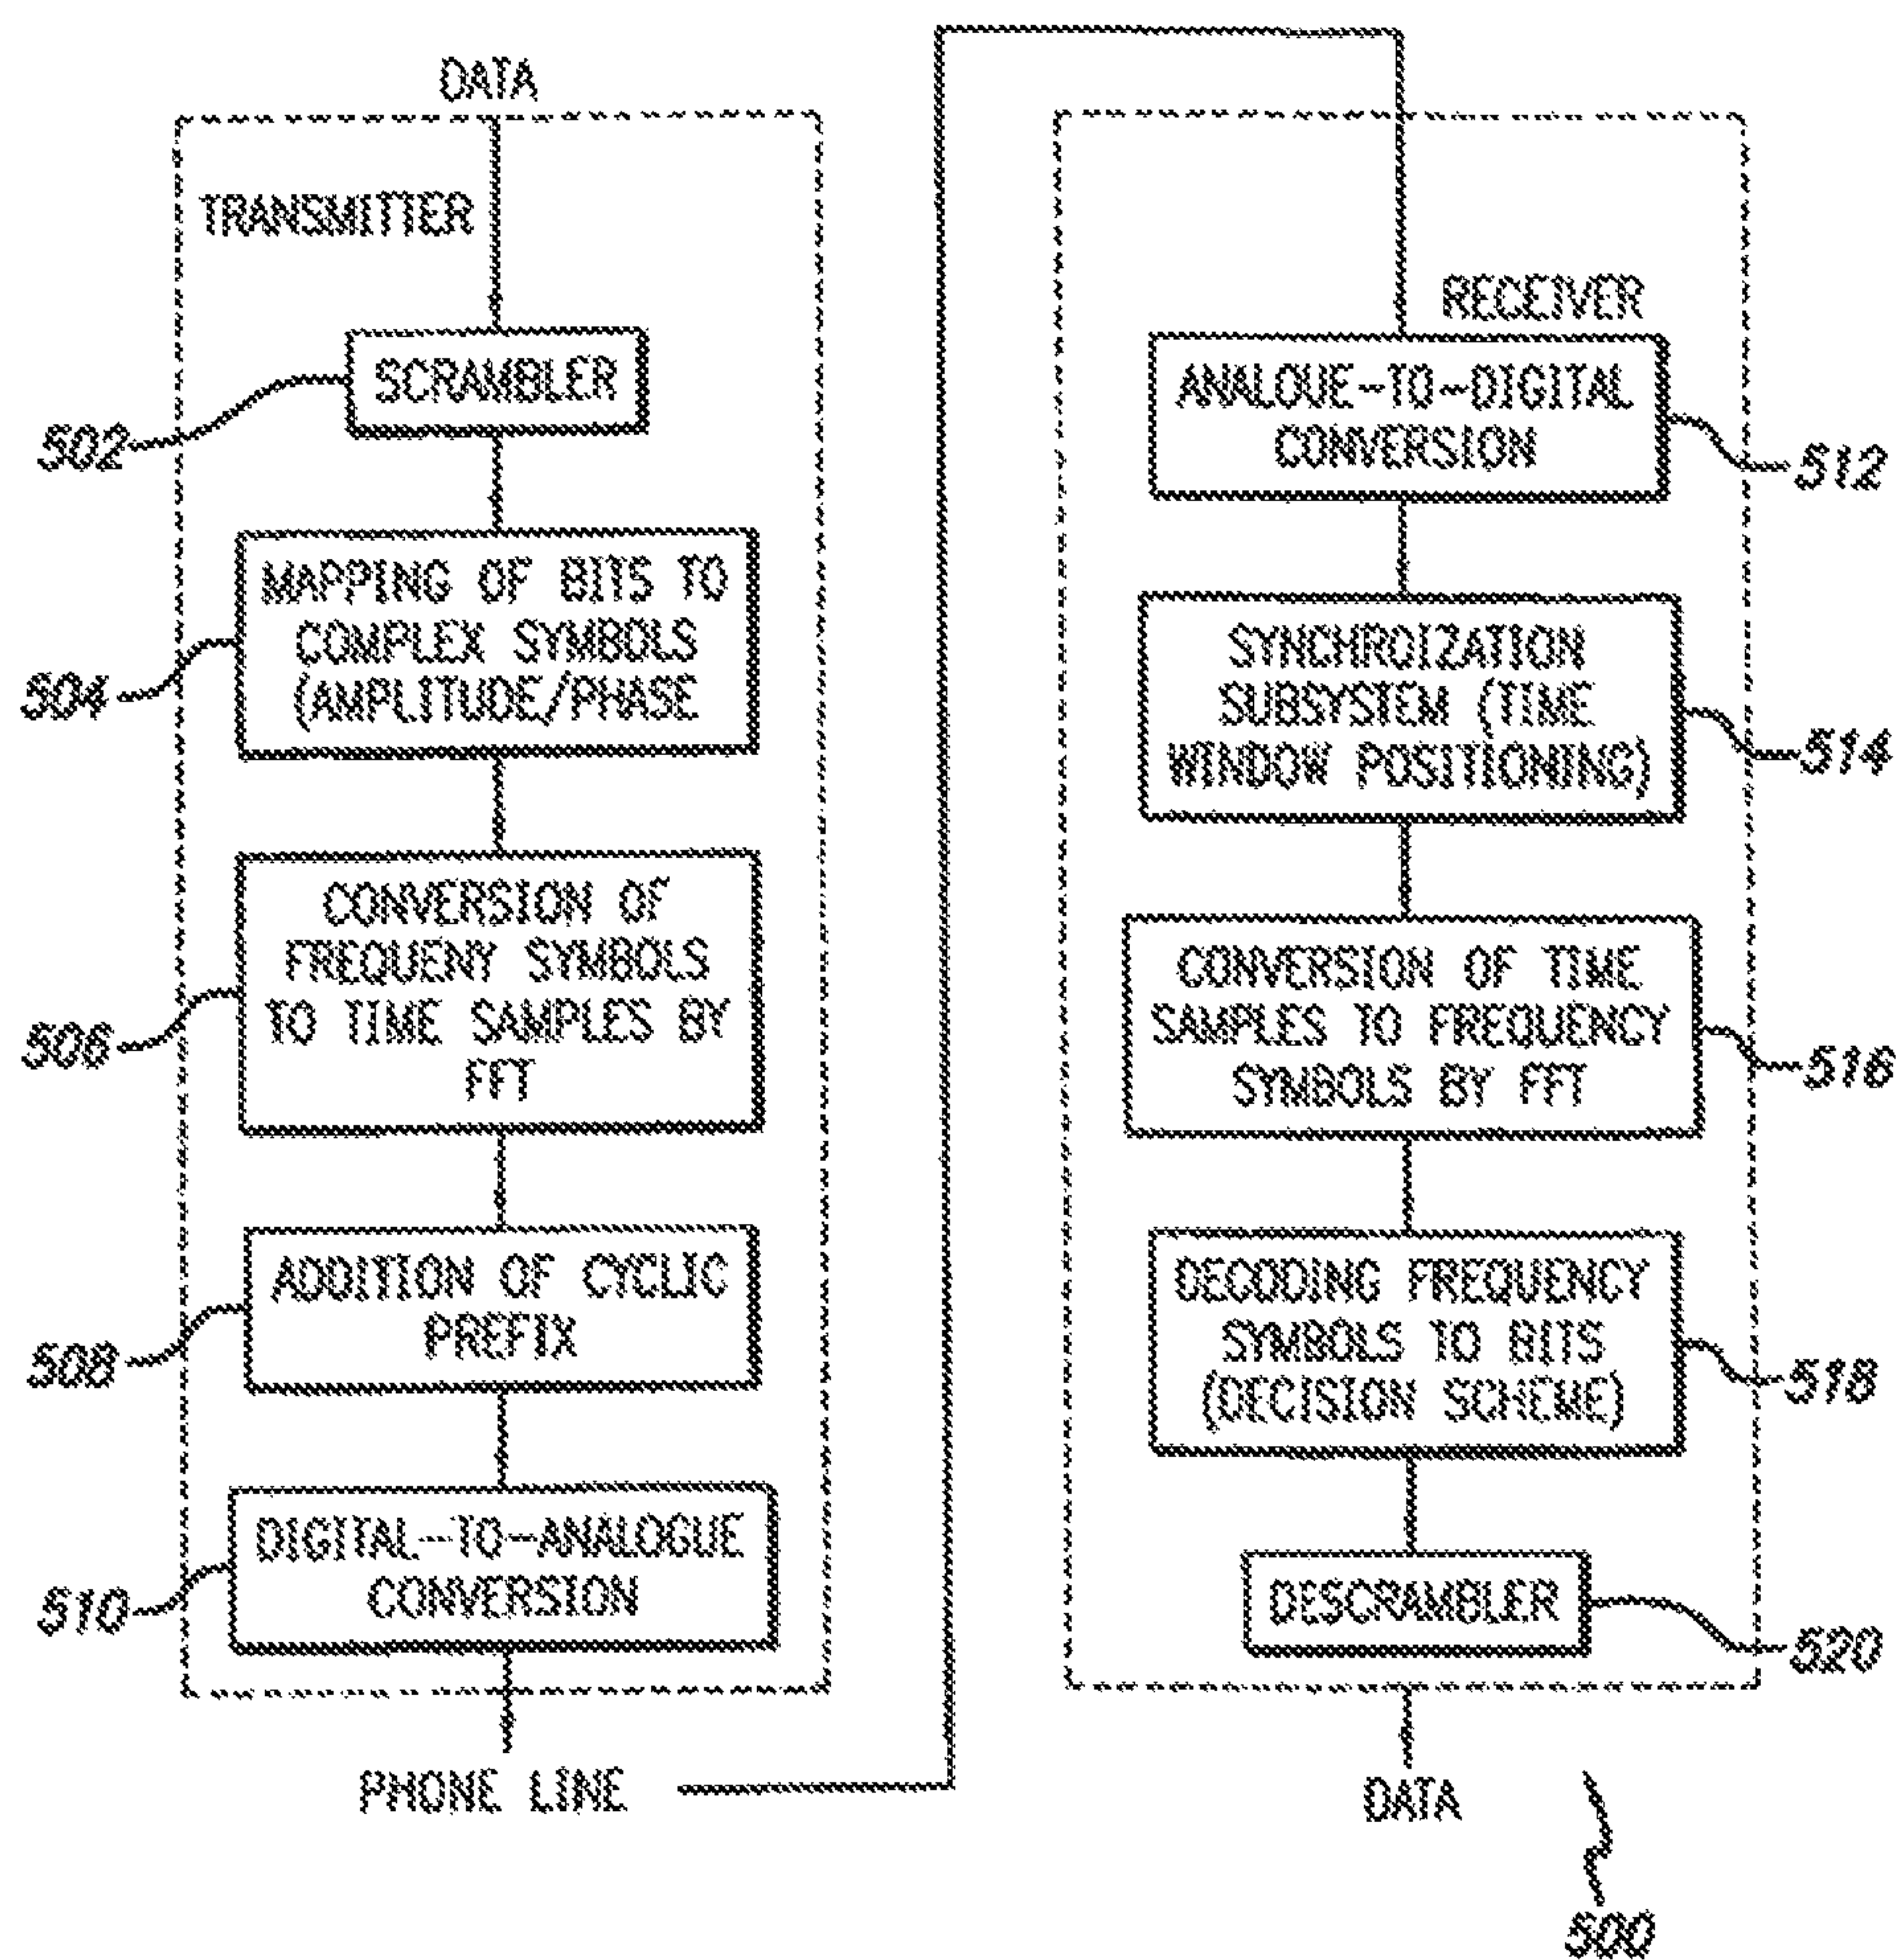 DATA
TRANSMITTER
SCRAMBLER
502
MAPPING OF BITS TO
COMPLEX SYMBOLS
(AMPLITUDE/PHASE
504
CONVERSION OF
FREQUENY SYMBOLS
TO TIME SAMPLES BY
FFT
506
ADDITION OF CYCLIC
PREFIX
508
DIGITAL-TO-ANALOGUE
CONVERSION
510
PHONE LINE
RECEIVER
ANALOUE-TO-DIGITAL
CONVERSION
512
SYNCHROIZATION
SUBSYSTEM (TIME
WINDOW POSITIONING)
514
CONVERSION OF TIME
SAMPLES TO FREQUENCY
SYMBOLS BY FFT
516
DECODING FREQUENCY
SYMBOLS TO BITS
(DECISION SCHEME)
518
DESCRAMBLER
520
DATA
500